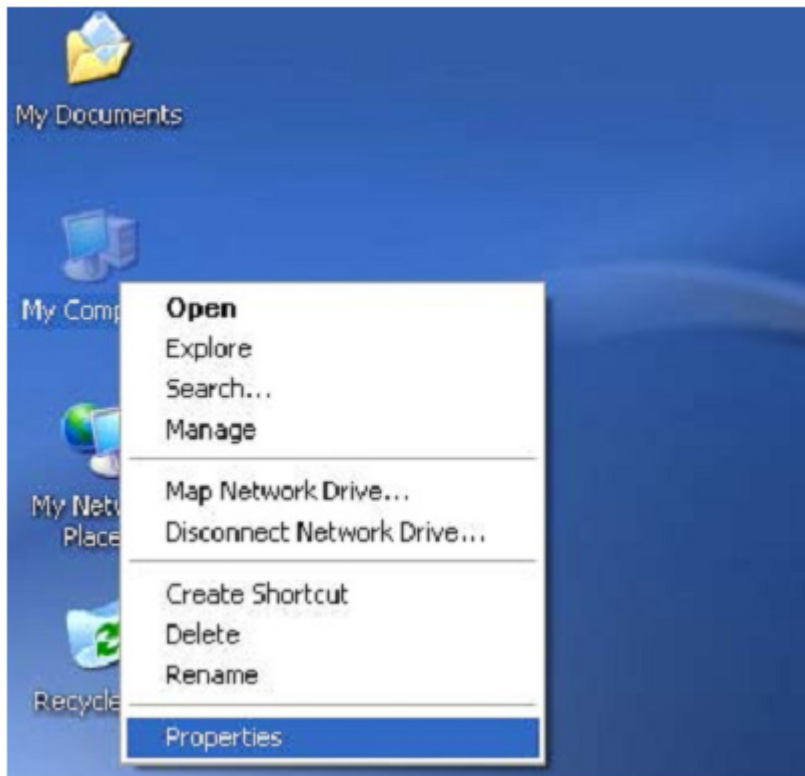 My Documents
My Comp
Open
Explore
Search...
Manage
Map Network Drive...
Disconnect Network Drive...
My Netw
Place
Create Shortcut
Delete
Rename
Recycle
Properties